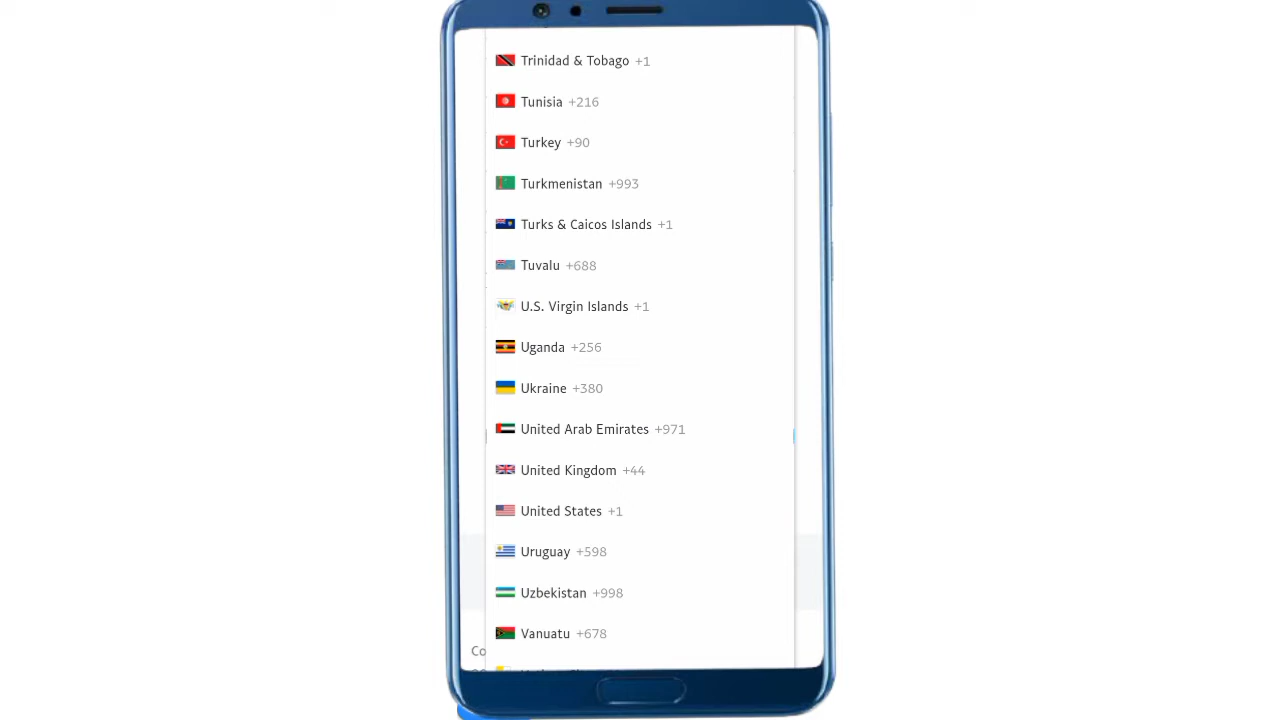 Trinidad & Tobago +1
Tunisia +216
Turkey +90
Turkmenistan +993
Turks & Caicos Islands +1
Tuvalu +688
U.S. Virgin Islands +1
Uganda +256
Ukraine +380
United Arab Emirates +971
United Kingdom +44
United States +1
Uruguay +598
Uzbekistan +998
Vanuatu +678
Co